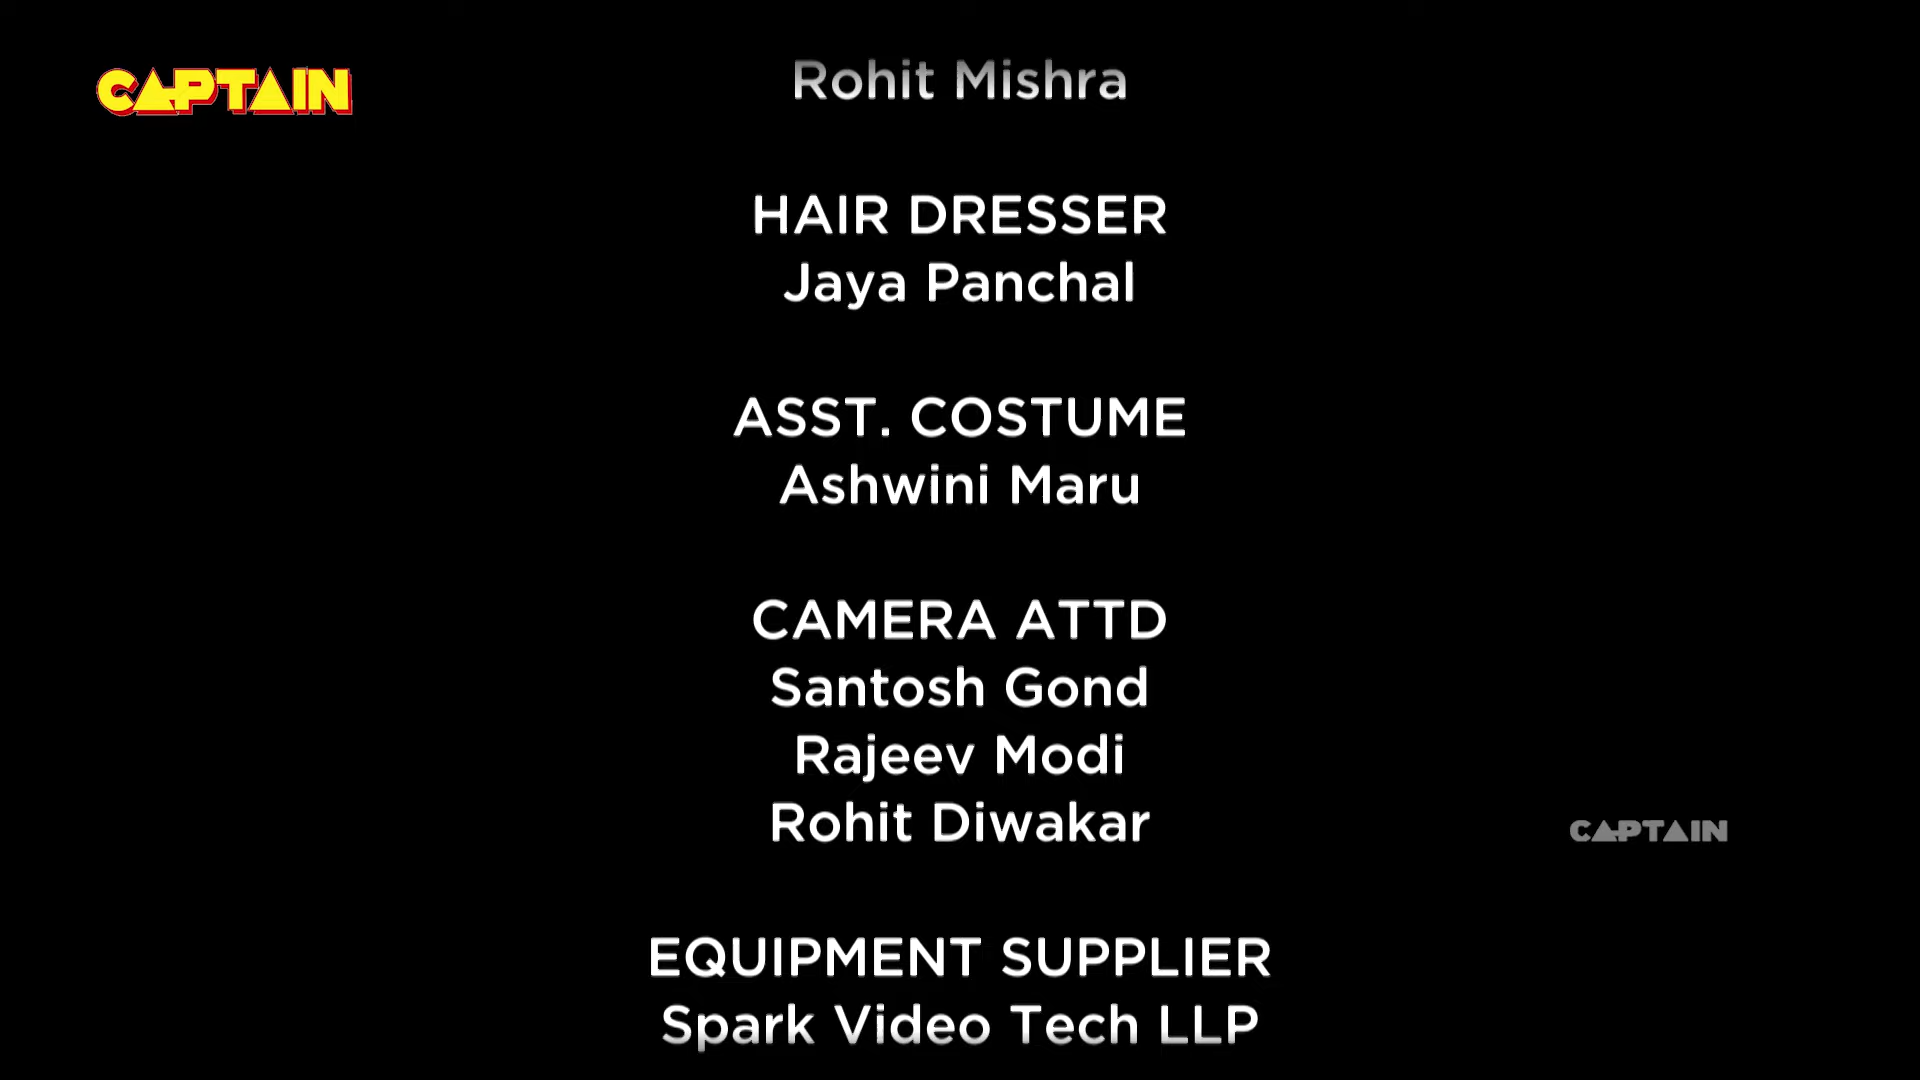 CAPTAIN
Rohit Mishra
HAIR DRESSER
Jaya Panchal
ASST. COSTUME
Ashwini Maru
CAMERA ATTD
Santosh Gond
Rajeev Modi
Rohit Diwakar
CAPTAIN
EQUIPMENT SUPPLIER
Spark Video Tech LLP